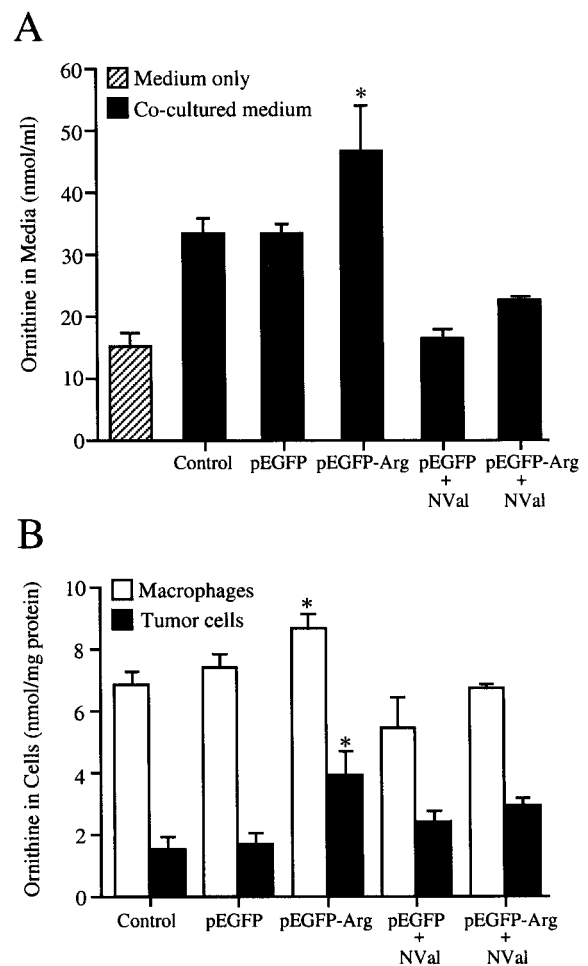 A
Ornithine in Media (nmol/ml)
60
50
40
30
20
10
0
Medium only
Co-cultured medium
*
Control pEGFP pEGFP-Arg pEGFP pEGFP-Arg
+ +
NVal NVal
B
Ornithine in Cells (nmol/mg protein)
10
8
6
4
2
0
Macrophages
Tumor cells
*
*
Control pEGFP pEGFP-Arg pEGFP pEGFP-Arg
+ +
NVal NVal